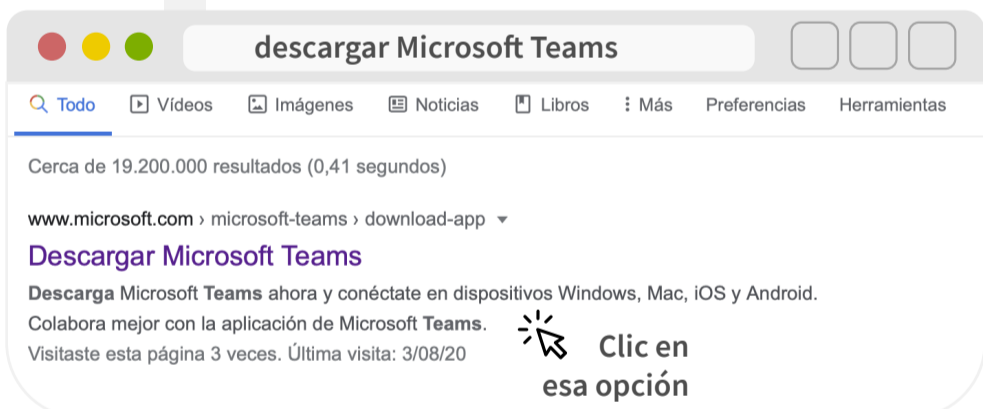 descargar Microsoft Teams
Todo Vídeos Imágenes Noticias Libros Más Preferencias Herramientas
Cerca de 19.200.000 resultados (0,41 segundos)
www.microsoft.com › microsoft-teams › download-app
Descargar Microsoft Teams
Descarga Microsoft Teams ahora y conéctate en dispositivos Windows, Mac, iOS y Android.
Colabora mejor con la aplicación de Microsoft Teams.
Visitaste esta página 3 veces. Última visita: 3/08/20
Clic en
esa opción